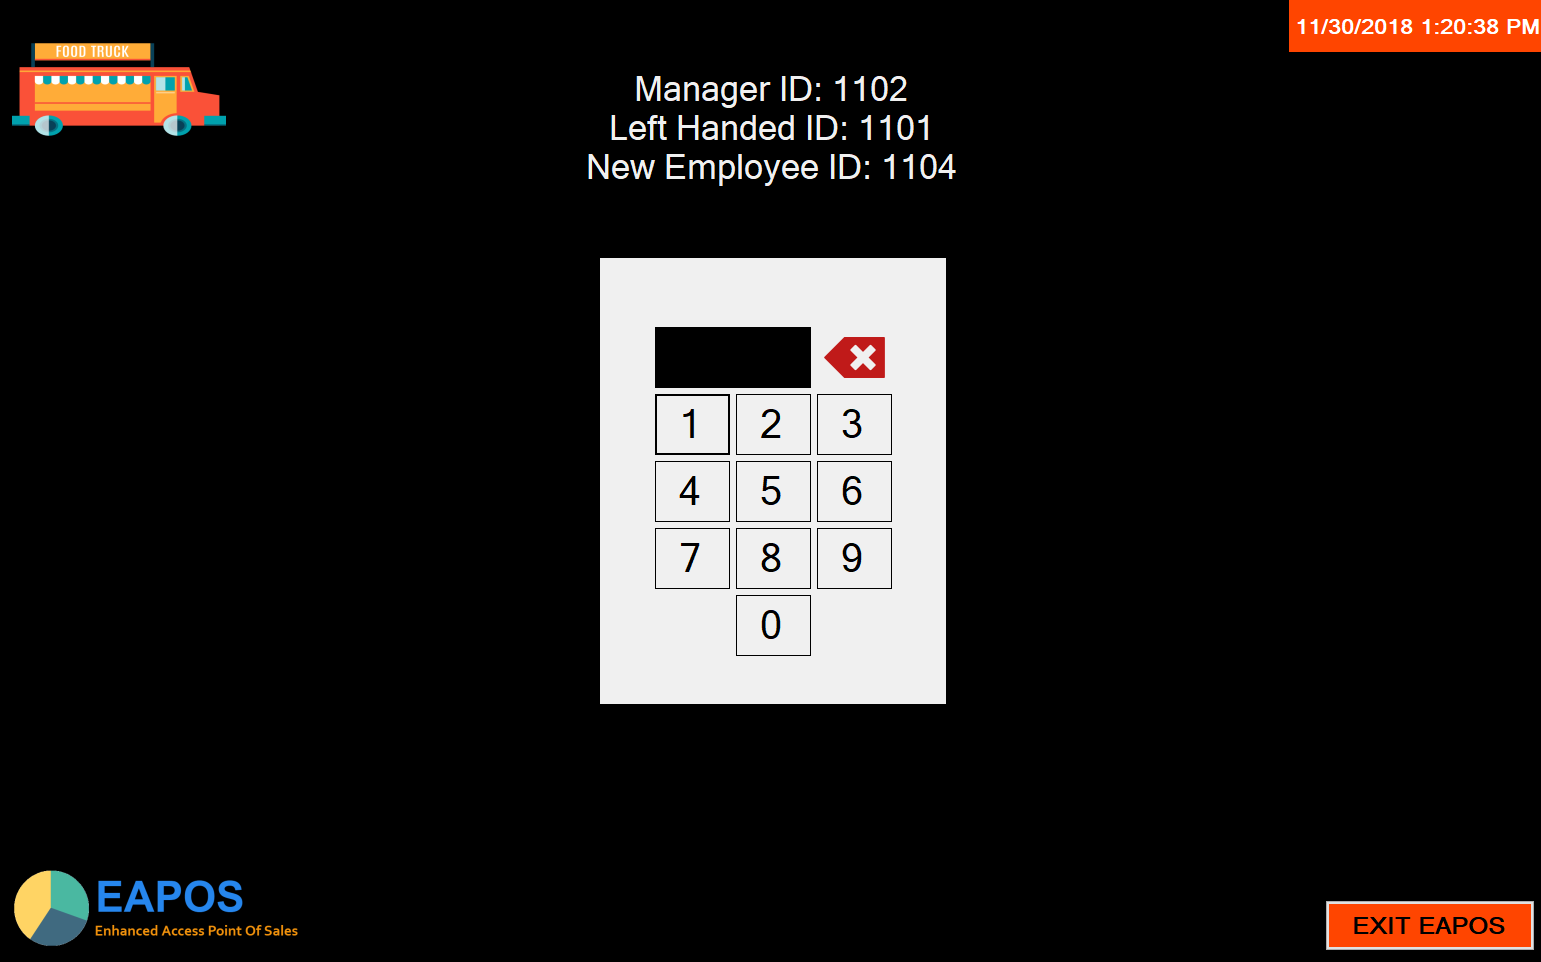 11/30/2018 1:20:38 PM
FOOD TRUCK
Manager ID: 1102
Left Handed ID: 1101
New Employee ID: 1104
1 2 3
4 5 6
7 8 9
0
EAPOS
Enhanced Access Point Of Sales
EXIT EAPOS